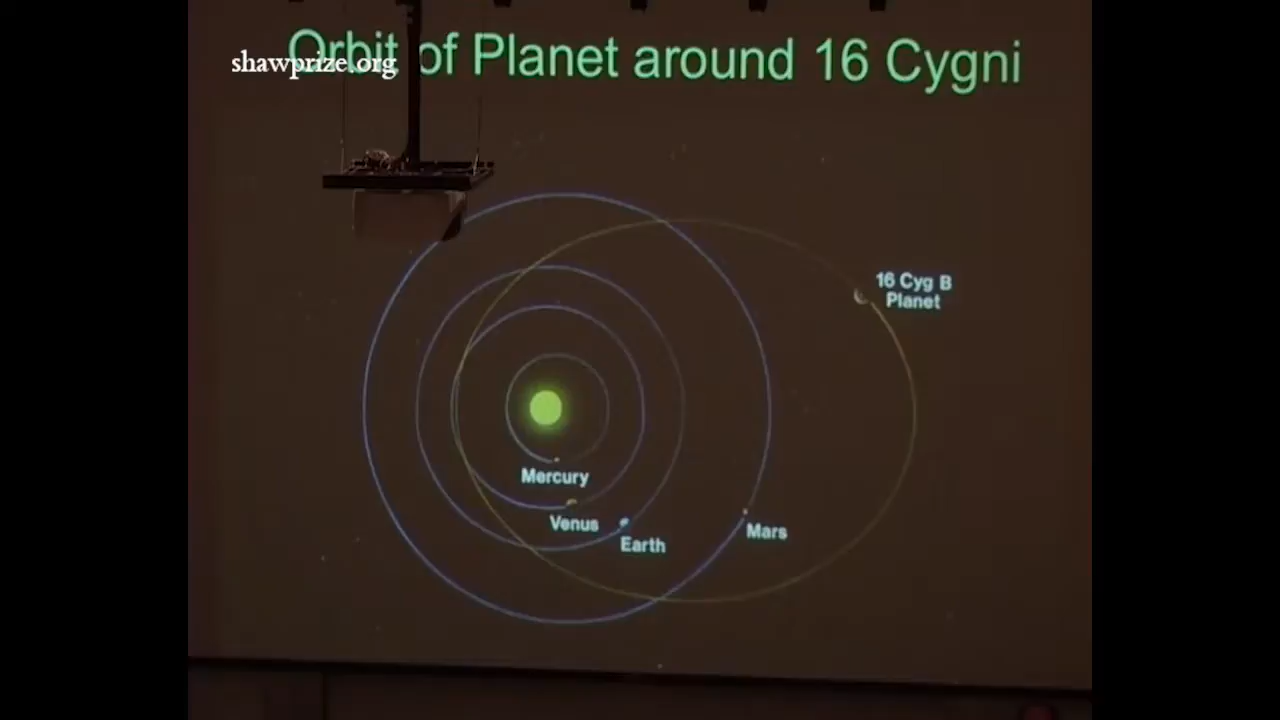 Orbit of Planet around 16 Cygni
shawprize.org
16 Cyg B
Planet
Mercury
Venus
Earth
Mars